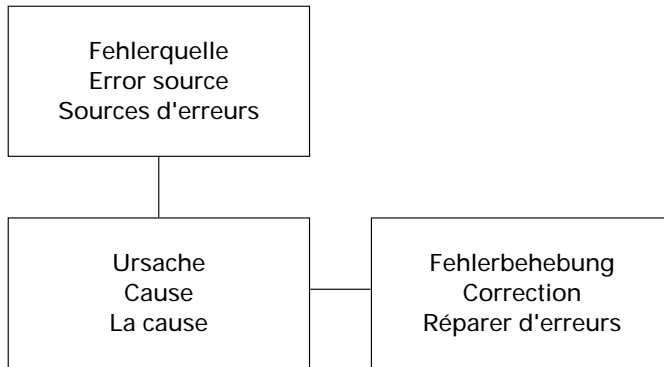 Fehlerquelle
Error source
Sources d'erreurs
Ursache
Cause
La cause
Fehlerbehebung
Correction
Réparer d'erreurs